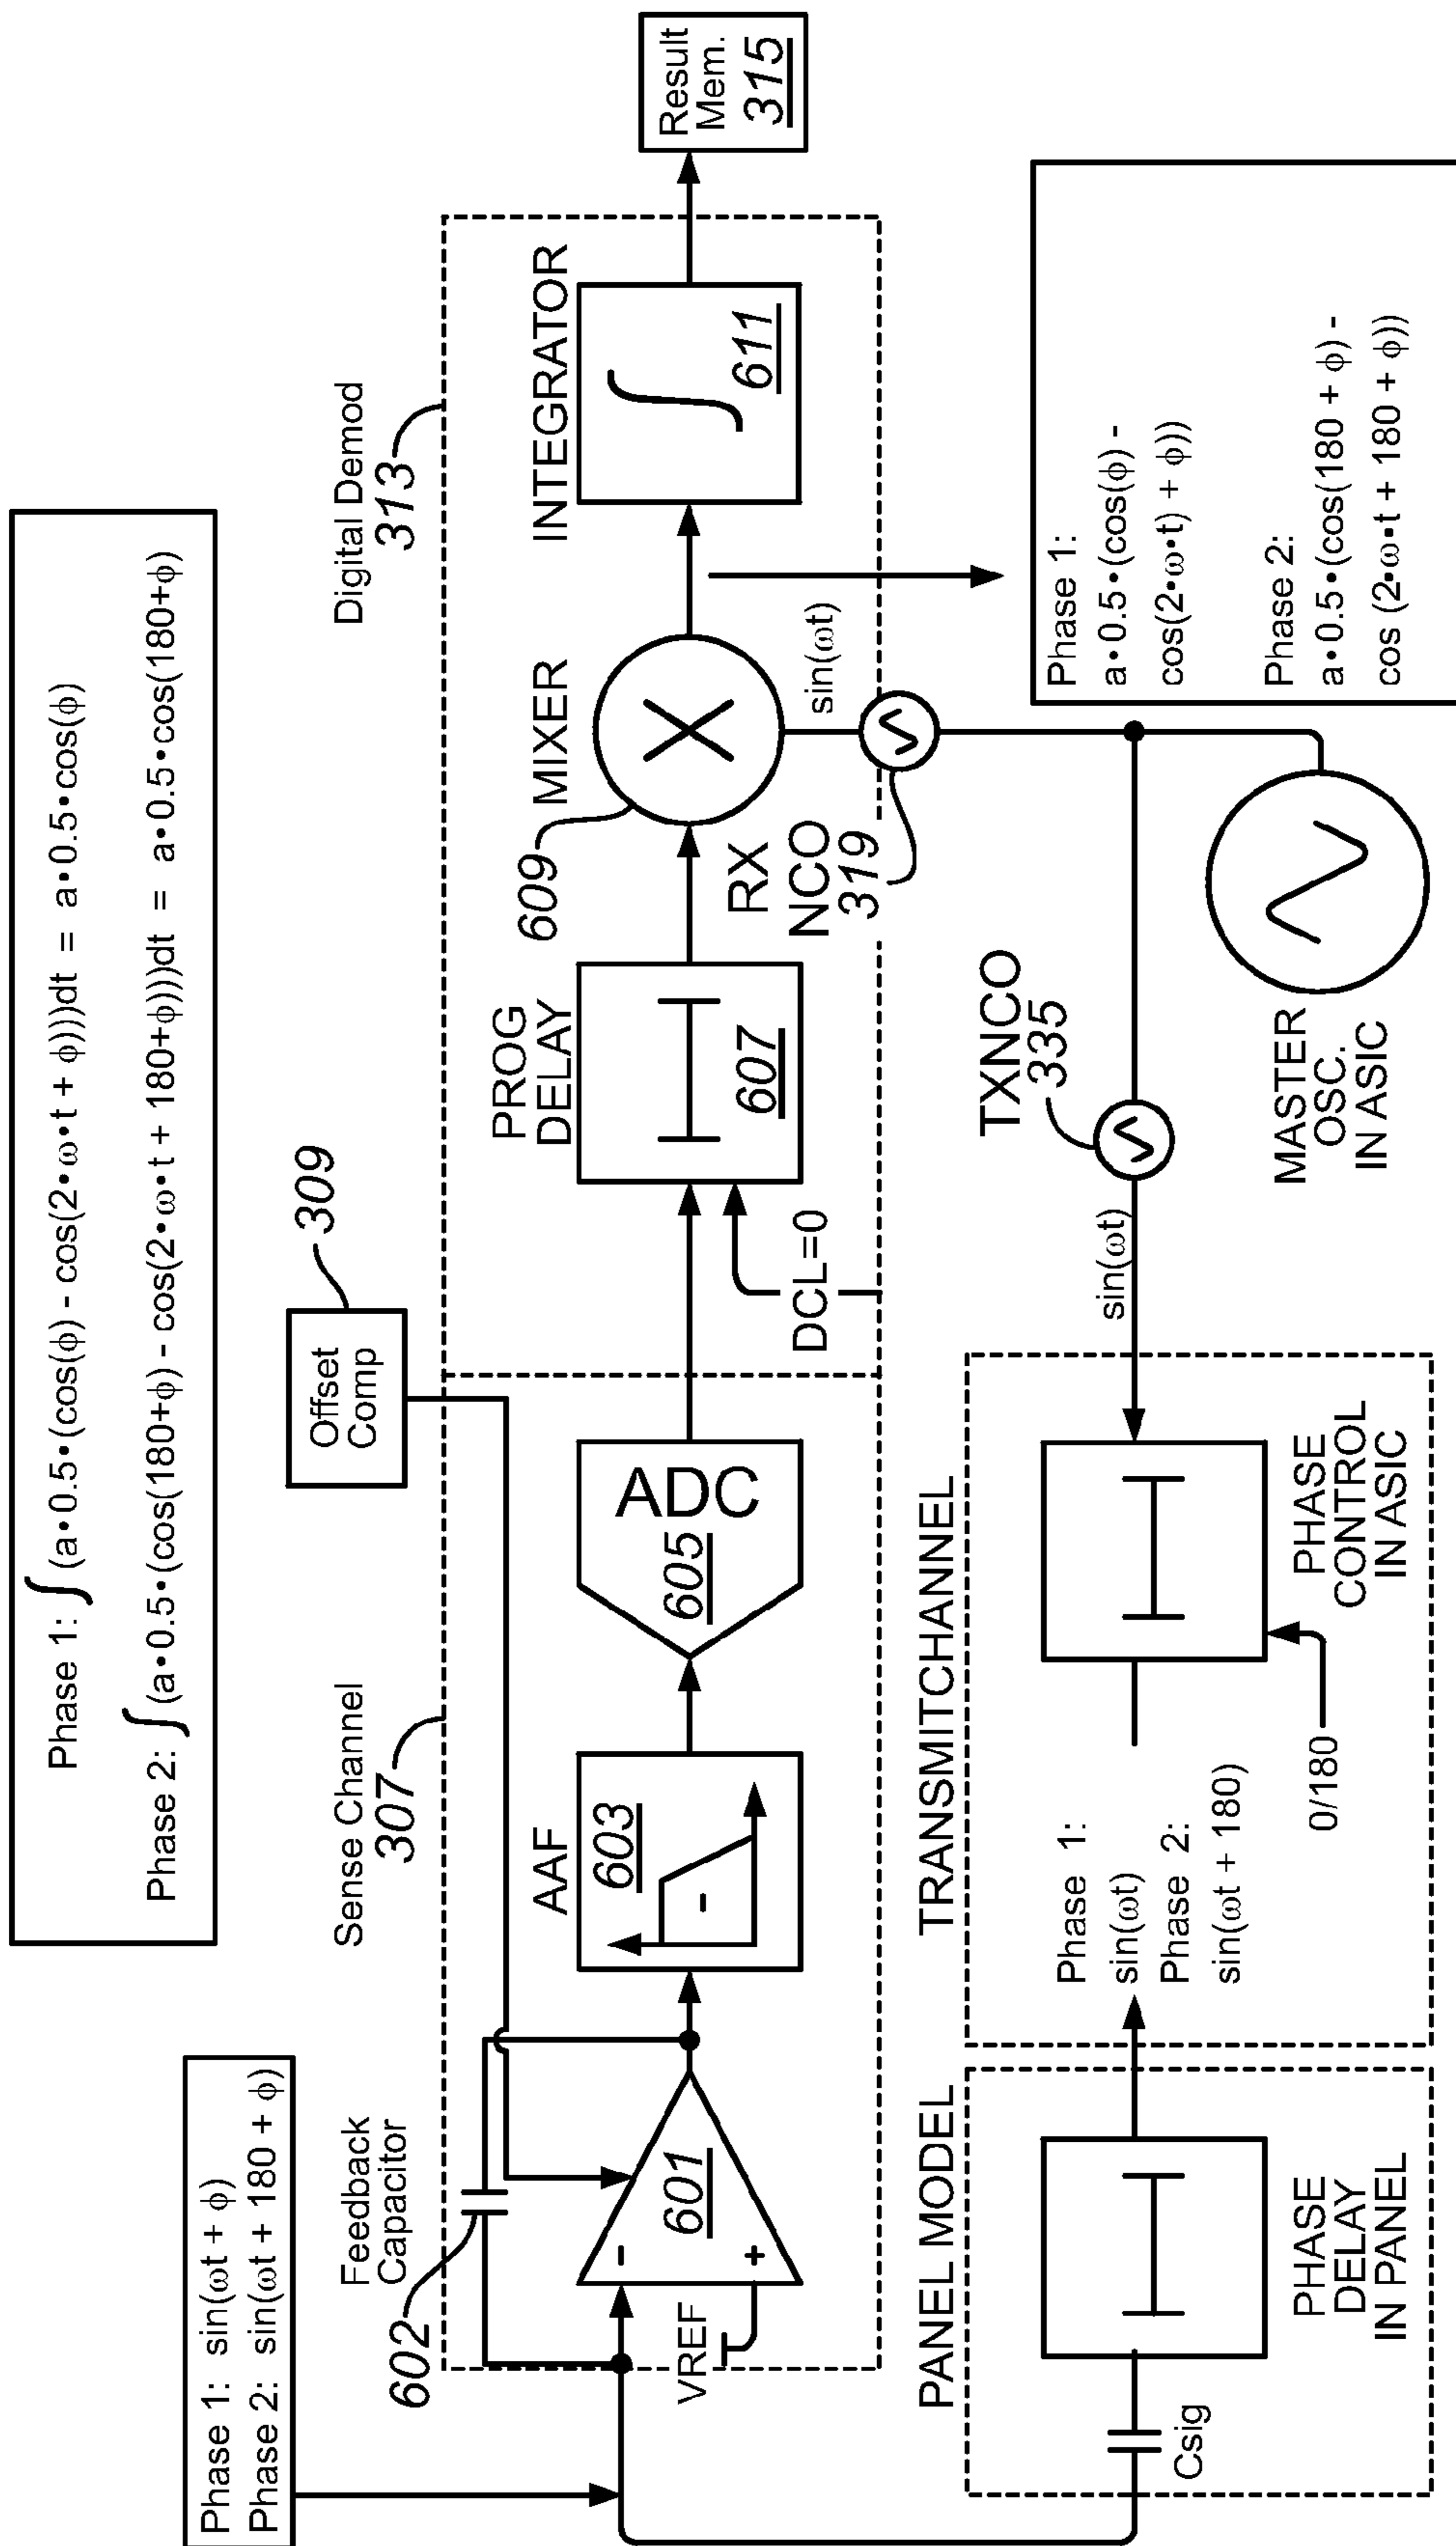 Phase 1: ∫ (a•0.5•(cos(ϕ) - cos(2•ω•t + ϕ)))dt = a•0.5•cos(ϕ)
Phase 2: ∫ (a•0.5•(cos(180+ϕ) - cos(2•ω•t + 180+ϕ)))dt = a•0.5•cos(180+ϕ)
Phase 1: sin(ωt + ϕ)
Phase 2: sin(ωt + 180 + ϕ)
Feedback
Capacitor
602
Sense Channel
307
Offset
Comp
309
Digital Demod
313
VREF
-
+
601
AAF
603
-
ADC
605
PROG
DELAY
607
DCL=0
MIXER
609
RX
NCO
319
sin(ωt)
INTEGRATOR
∫
611
Result
Mem.
315
PANEL MODEL
Csig
PHASE
DELAY
IN PANEL
TRANSMITCHANNEL
Phase 1:
sin(ωt)
Phase 2:
sin(ωt + 180)
0/180
PHASE
CONTROL
IN ASIC
sin(ωt)
TXNCO
335
MASTER
OSC.
IN ASIC
Phase 1:
a•0.5•(cos(ϕ) -
cos(2•ω•t) + ϕ))
Phase 2:
a•0.5•(cos(180 + ϕ) -
cos (2•ω•t + 180 + ϕ))